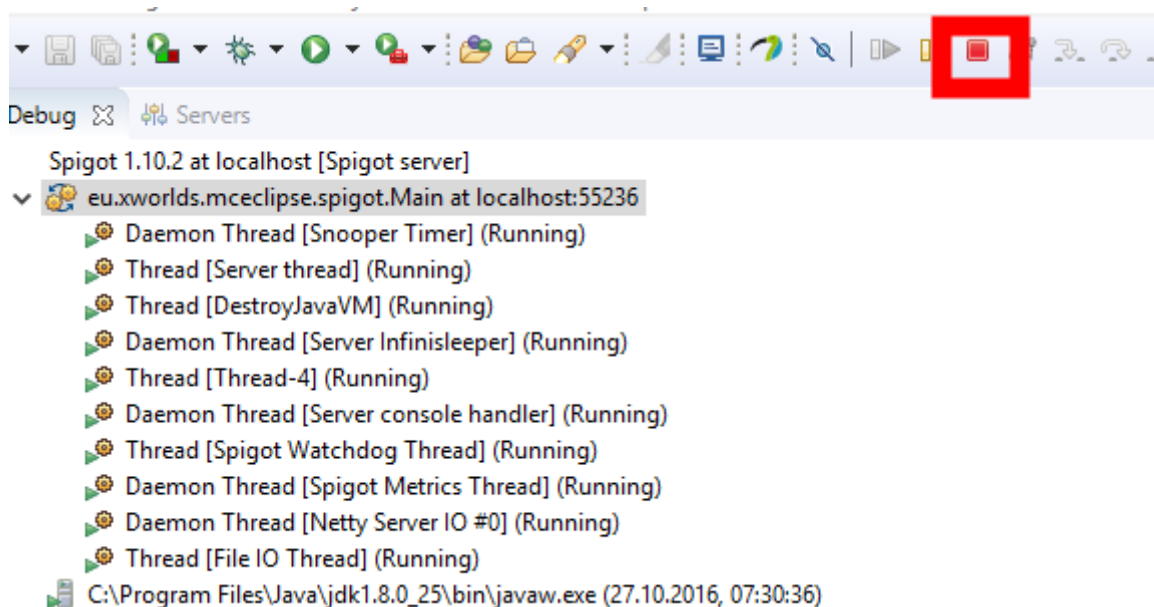 Debug Servers
Spigot 1.10.2 at localhost [Spigot server]
eu.xworlds.mceclipse.spigot.Main at localhost:55236
Daemon Thread [Snooper Timer] (Running)
Thread [Server thread] (Running)
Thread [DestroyJavaVM] (Running)
Daemon Thread [Server Infinisleeper] (Running)
Thread [Thread-4] (Running)
Daemon Thread [Server console handler] (Running)
Thread [Spigot Watchdog Thread] (Running)
Daemon Thread [Spigot Metrics Thread] (Running)
Daemon Thread [Netty Server IO #0] (Running)
Thread [File IO Thread] (Running)
C:\Program Files\Java\jdk1.8.0_25\bin\javaw.exe (27.10.2016, 07:30:36)